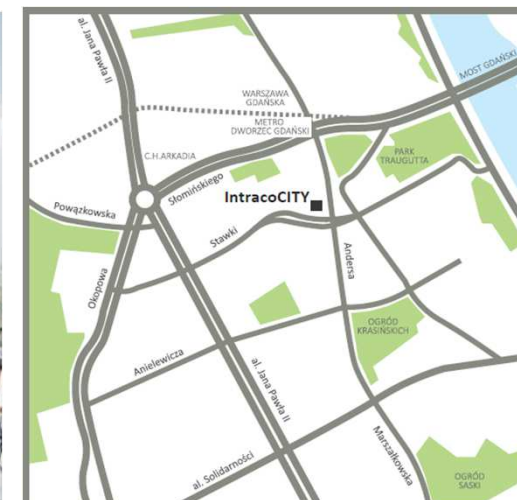 al. Jana Pawła II
MOST GDAŃSKI
WARSZAWA
GDAŃSKA
METRO
DWORZEC GDAŃSKI
C.H.ARKADIA
PARK
TRAUGUTTA
Słomińskiego
IntracoCITY
Powązkowska
Stawki
Andersa
Okopowa
OGRÓD
KRASIŃSKICH
Anielewicza
al. Jana Pawła II
Marszałkowska
al. Solidarności
OGRÓD
SASKI